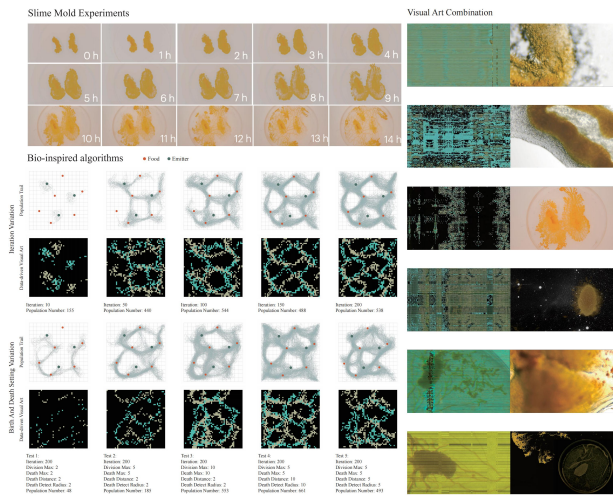 Slime Mold Experiments
0 h
1 h
2 h
3 h
4 h
5 h
6 h
7 h
8 h
9 h
10 h
11 h
12 h
13 h
14 h
Bio-inspired algorithms
Food
Emitter
Iteration Variation
Population Trail
Data-driven Visual Art
Iteration: 10
Population Number: 153
Iteration: 50
Population Number: 440
Iteration: 100
Population Number: 544
Iteration: 150
Population Number: 488
Iteration: 200
Population Number: 538
Birth And Death Setting Variation
Population Trail
Data-driven Visual Art
Test 1:
Iteration: 200
Division Max: 2
Death Max: 2
Death Distance: 2
Death Detect Radius: 2
Population Number: 48
Test 2:
Iteration: 200
Division Max: 5
Death Max: 5
Death Distance: 2
Death Detect Radius: 2
Population Number: 185
Test 3:
Iteration: 200
Division Max: 10
Death Max: 10
Death Distance: 2
Death Detect Radius: 2
Population Number: 553
Test 4:
Iteration: 200
Division Max: 5
Death Max: 5
Death Distance: 10
Death Detect Radius: 10
Population Number: 661
Test 5:
Iteration: 200
Division Max: 5
Death Max: 5
Death Distance: 5
Death Detect Radius: 5
Population Number: 493
Visual Art Combination